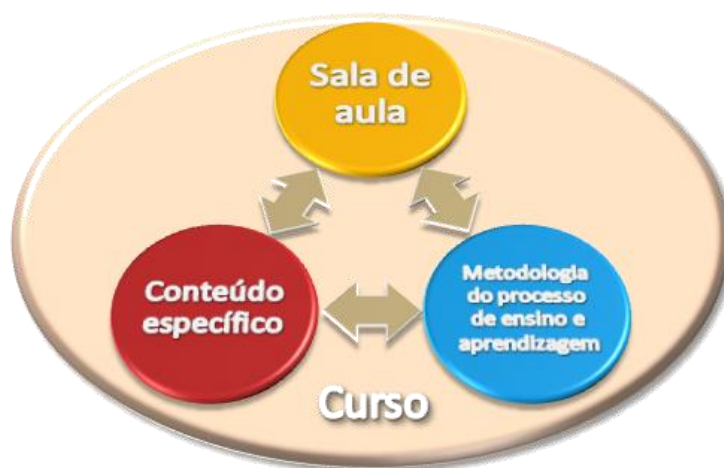 Sala de
aula
Conteúdo
específico
Metodologia
do processo
de ensino e
aprendizagem
Curso